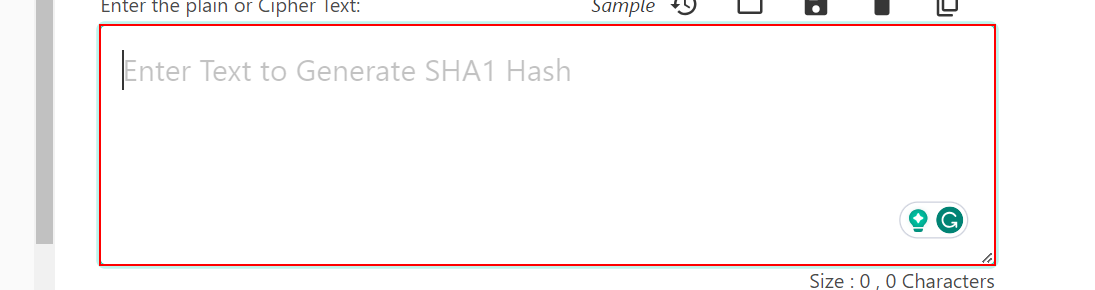 Enter the plain or Cipher Text:
Sample
Enter Text to Generate SHA1 Hash
Size : 0 , 0 Characters